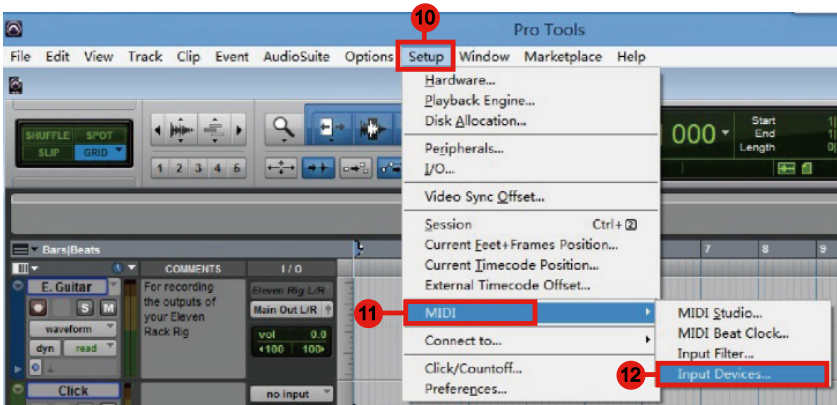 10
Pro Tools
File Edit View Track Clip Event AudioSuite Options Setup Window Marketplace Help
Hardware...
Playback Engine...
Disk Allocation...
Peripherals...
I/O...
Video Sync Offset...
Session Ctrl+2
Current Feet+Frames Position...
Current Timecode Position...
External Timecode Offset...
11
MIDI
Connect to...
Click/Countoff...
Preferences...
MIDI Studio...
MIDI Beat Clock...
Input Filter...
12
Input Devices...
SHUFFLE SPOT
SLIP GRID
1 2 3 4 5
000
Start
End
Length
Bars|Beats
7 8 9
COMMENTS I / O
E. Guitar
S M
waveform
dyn read
For recording
the outputs of
your Eleven
Rack Rig
Eleven Rig L/R
Main Out L/R
vol 0.0
100 100
Click
no input